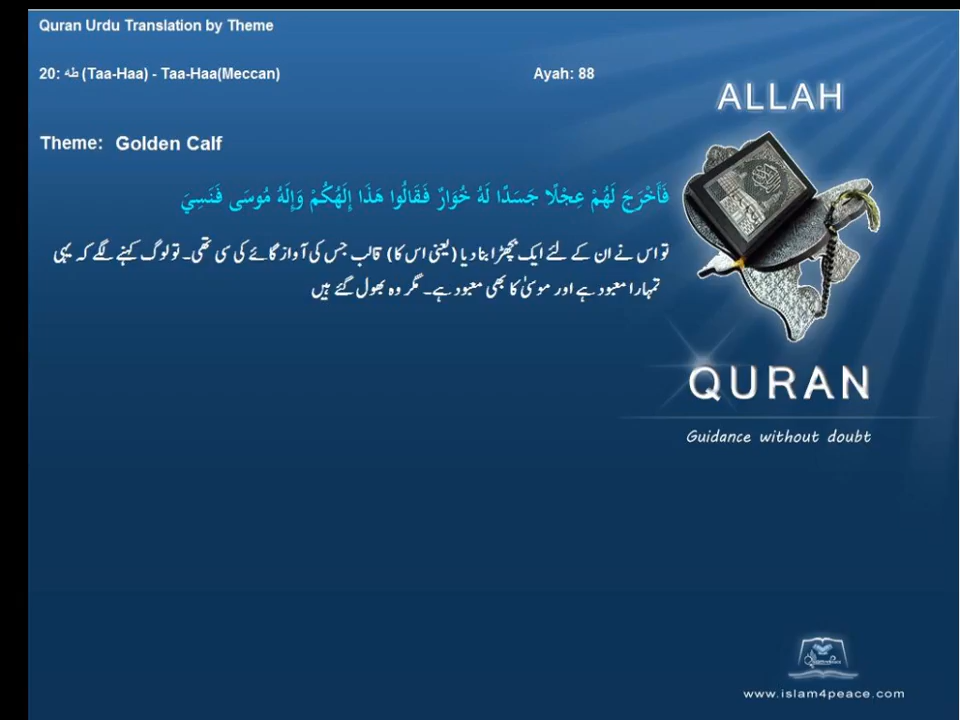 Quran Urdu Translation by Theme
20: طه (Taa-Haa) - Taa-Haa(Meccan) Ayah: 88
ALLAH
Theme: Golden Calf
فَأَخْرَجَ لَهُمْ عِجْلًا جَسَدًا لَهُ خُوَارٌ فَقَالُوا هَذَا إِلَهُكُمْ وَإِلَهُ مُوسَى فَنَسِيَ
تو اس نے ان کے لئے ایک بچھڑا بنا دیا (یعنی اس کا) قالب جس کی آواز گائے کی سی تھی۔ تو لوگ کہنے لگے کہ یہی
تمہارا معبود ہے اور موسیٰ کا بھی معبود ہے۔ مگر وہ بھول گئے ہیں
QURAN
Guidance without doubt
www.islam4peace.com